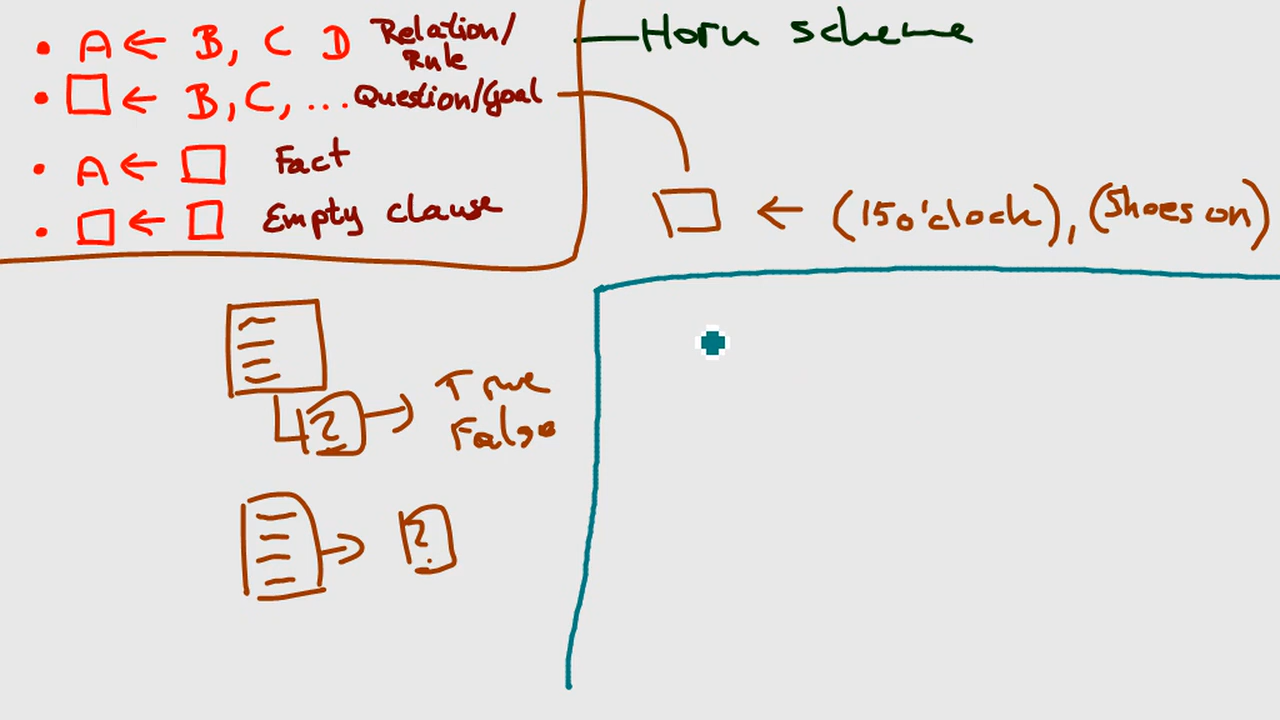 • A ← B, C D Relation/
Rule
• □ ← B, C, ... Question/Goal
• A ← □ Fact
• □ ← □ Empty clause
Horn scheme
□ ← (15 o'clock), (Shoes on)
True
False
?